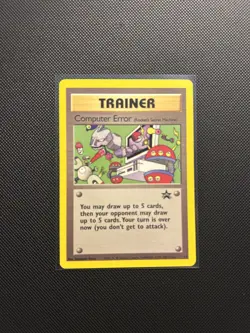 TRAINER
Computer Error
You may draw up to 5 cards,
then your opponent may draw
up to 5 cards. Your turn is over
(you don't get to attack).